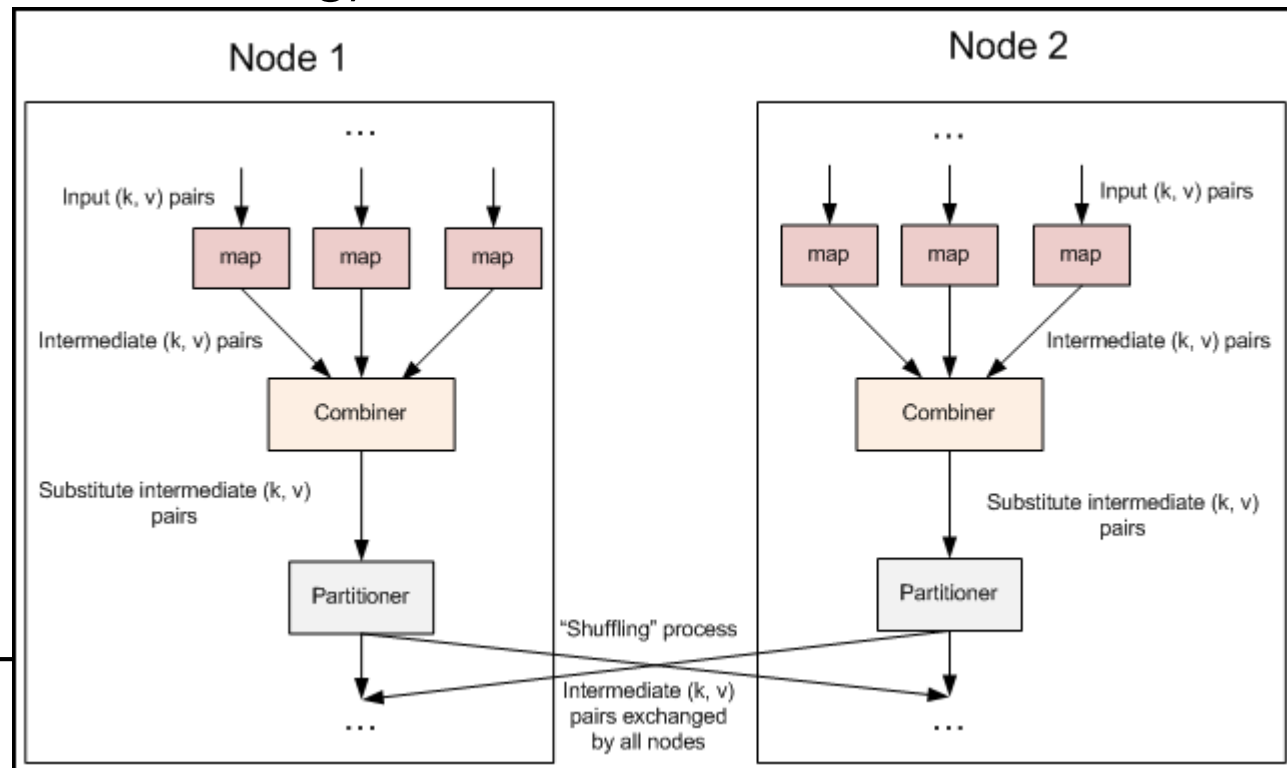 Node 1
Node 2
...
...
Input (k, v) pairs
Input (k, v) pairs
map
map
map
map
map
map
Intermediate (k, v) pairs
Intermediate (k, v) pairs
Combiner
Combiner
Substitute intermediate (k, v)
pairs
Substitute intermediate (k, v)
pairs
Partitioner
Partitioner
“Shuffling” process
Intermediate (k, v)
pairs exchanged
by all nodes
...
...